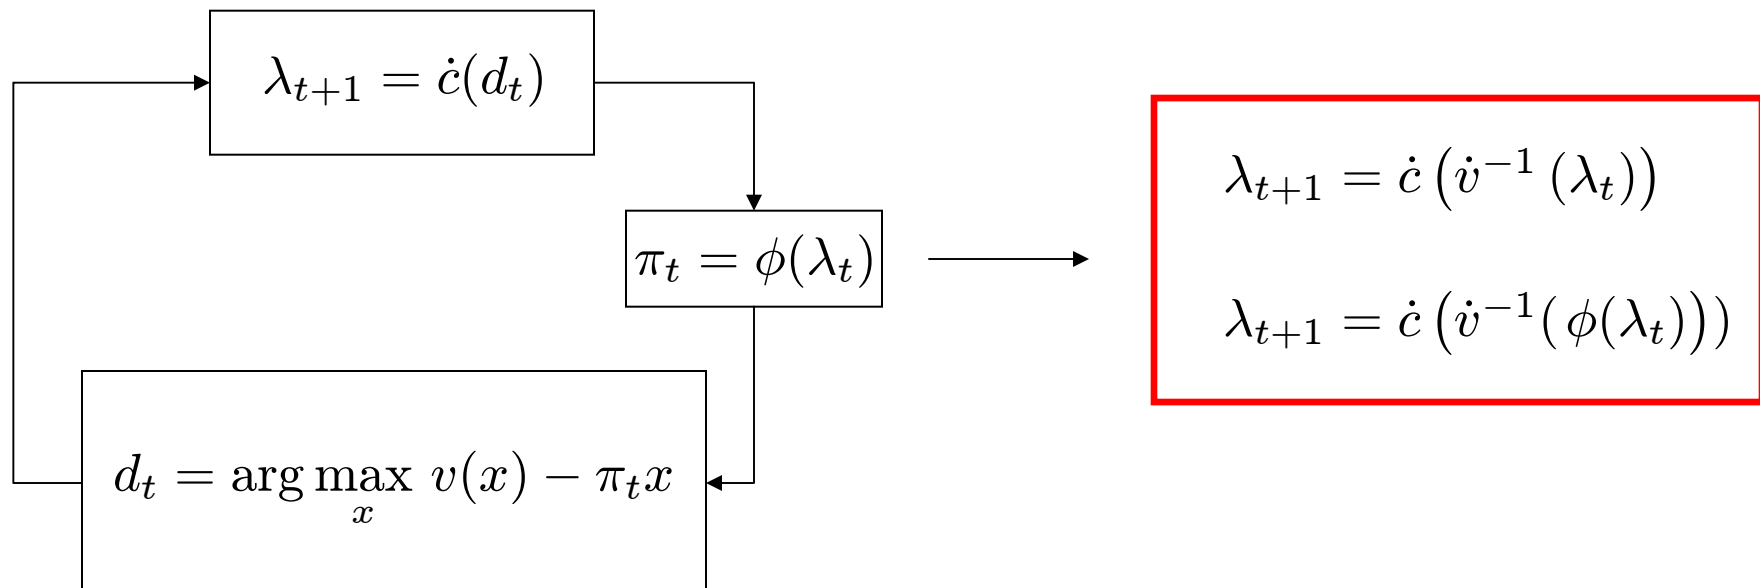 λ_{t+1} = ċ(d_t)
π_t = ϕ(λ_t)
d_t = arg max_x v(x) − π_t x
λ_{t+1} = ċ (v̇^{−1} (λ_t))
λ_{t+1} = ċ (v̇^{−1}( ϕ(λ_t)))